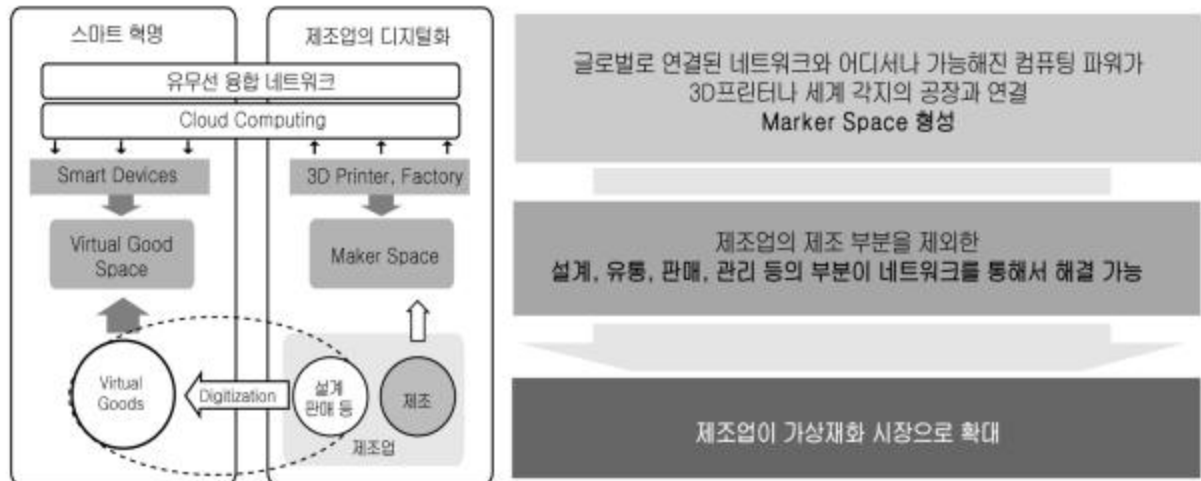 스마트 혁명
제조업의 디지털화
유무선 융합 네트워크
Cloud Computing
Smart Devices
3D Printer, Factory
Virtual Good
Space
Maker Space
Virtual
Goods
Digitization
설계
판매 등
제조
제조업
글로벌로 연결된 네트워크와 어디서나 가능해진 컴퓨팅 파워가
3D프린터나 세계 각지의 공장과 연결
Marker Space 형성
제조업의 제조 부분을 제외한
설계, 유통, 판매, 관리 등의 부분이 네트워크를 통해서 해결 가능
제조업이 가상재화 시장으로 확대